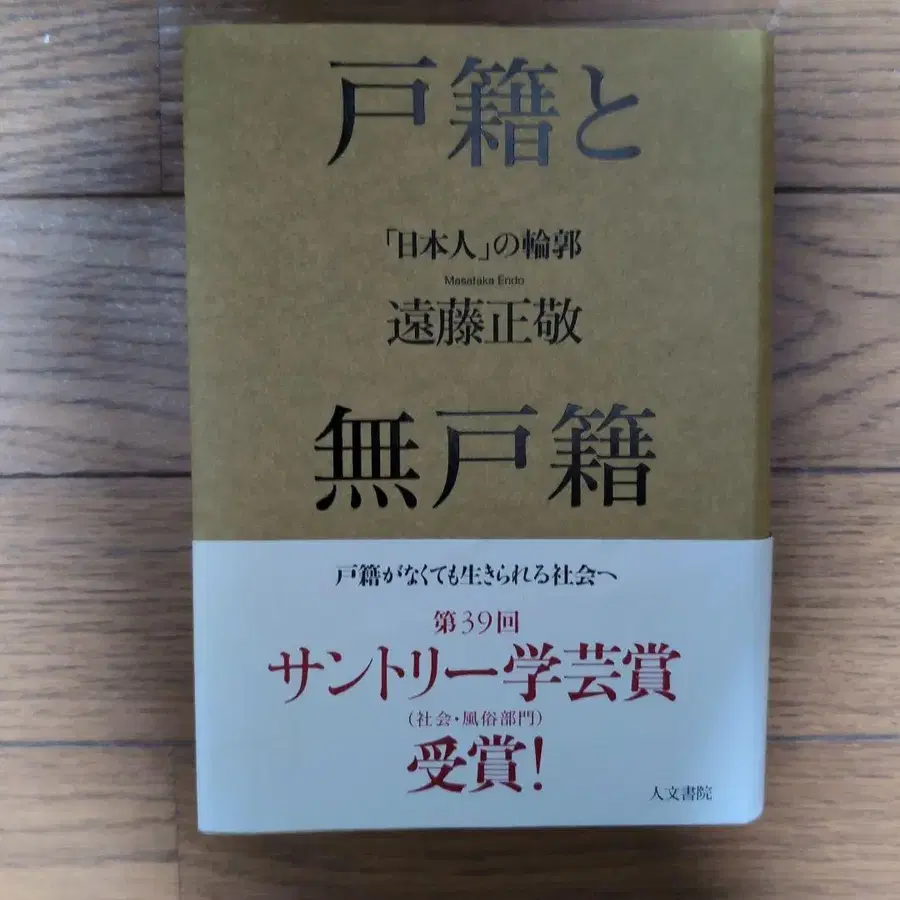 戸籍と
「日本人」の輪郭
Masataka Endo
遠藤正敬
無戸籍
戸籍がなくても生きられる社会へ
第39回
サントリー学芸賞
(社会・風俗部門)
受賞!
人文書院